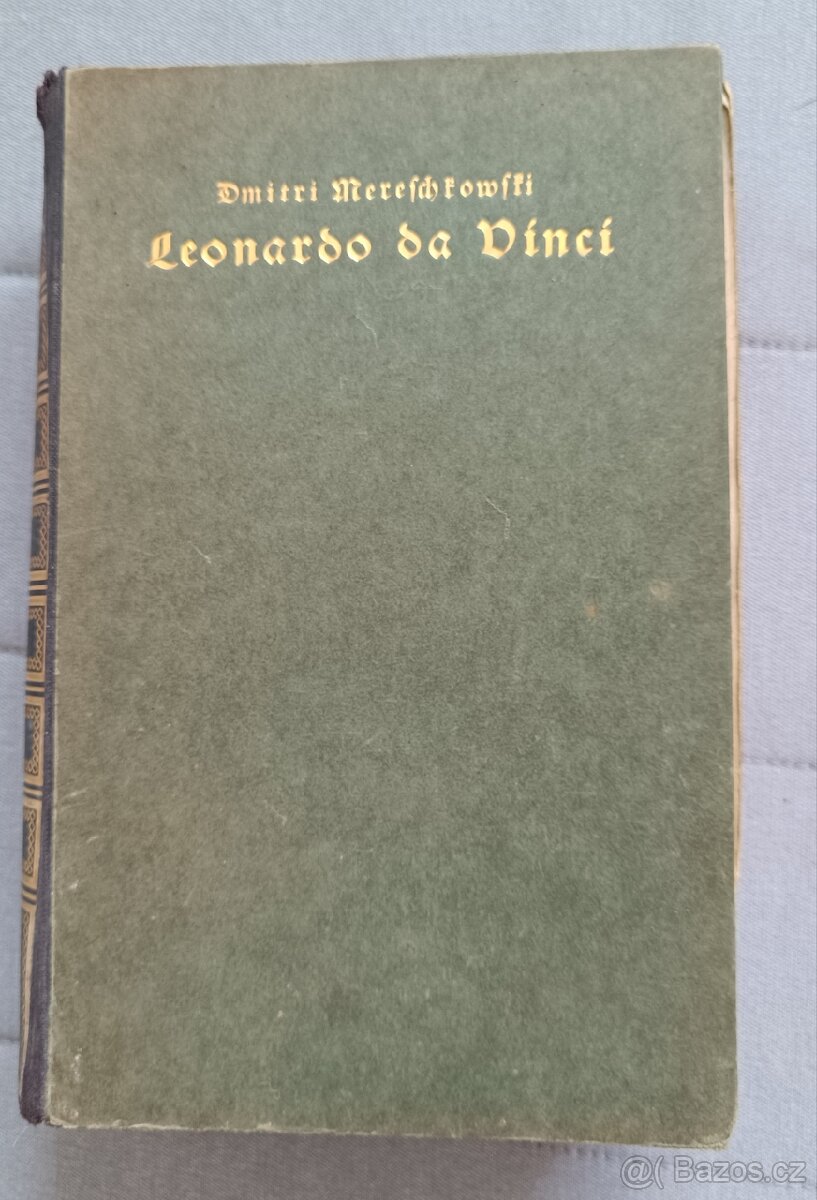 Dmitri Mereſchkowſki
Leonardo da Vinci
@( Bazos.cz